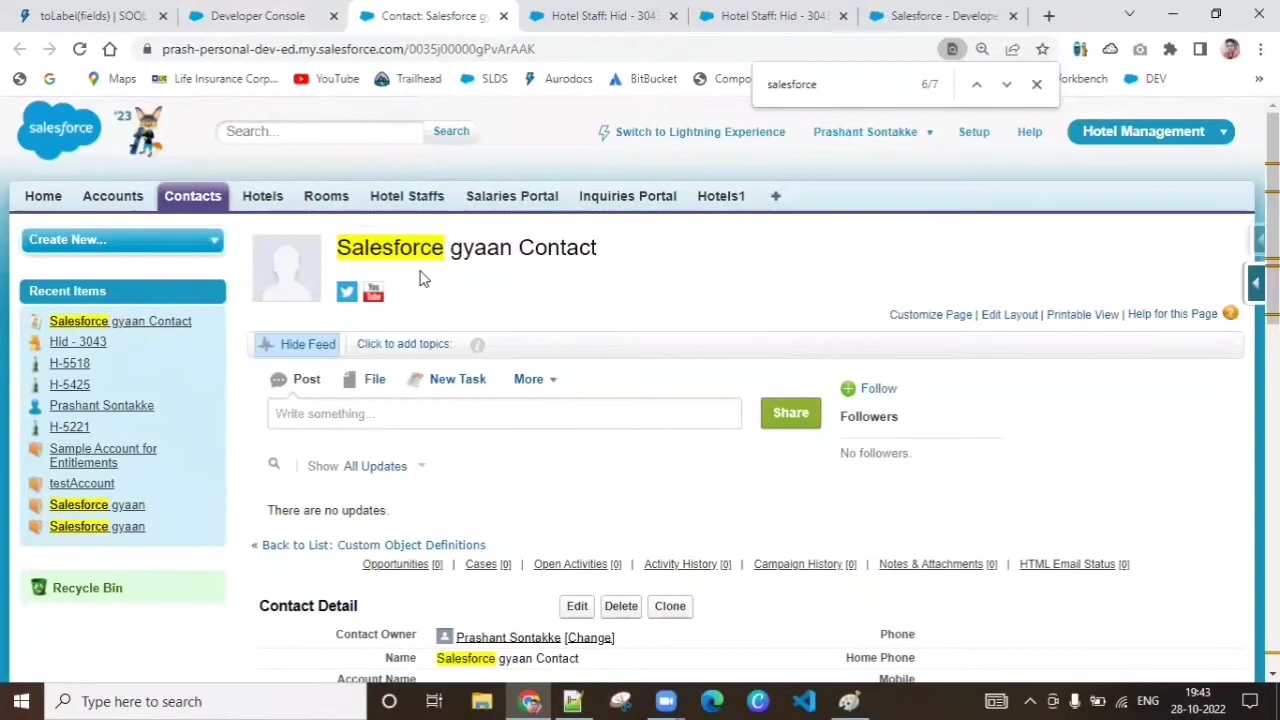 toLabel(fields) | SOQL
Developer Console
Contact: Salesforce gy
Hotel Staff: Hid - 304
Hotel Staff: Hid - 304
Salesforce - Develope
prash-personal-dev-ed.my.salesforce.com/0035j00000gPvArAAK
Maps
Life Insurance Corp...
YouTube
Trailhead
SLDS
Aurodocs
BitBucket
Compo
orkbench
DEV
»
salesforce
6/7
salesforce
'23
Search...
Search
Switch to Lightning Experience
Prashant Sontakke
Setup
Help
Hotel Management
Home
Accounts
Contacts
Hotels
Rooms
Hotel Staffs
Salaries Portal
Inquiries Portal
Hotels1
+
Create New...
Recent Items
Salesforce gyaan Contact
Hid - 3043
H-5518
H-5425
Prashant Sontakke
H-5221
Sample Account for
Entitlements
testAccount
Salesforce gyaan
Salesforce gyaan
Recycle Bin
Salesforce gyaan Contact
You
Tube
Customize Page | Edit Layout | Printable View | Help for this Page
Hide Feed
Click to add topics:
Post
File
New Task
More
Write something...
Share
Follow
Followers
No followers.
Show All Updates
There are no updates.
« Back to List: Custom Object Definitions
Opportunities [0] | Cases [0] | Open Activities [0] | Activity History [0] | Campaign History [0] | Notes & Attachments [0] | HTML Email Status [0]
Contact Detail
Edit
Delete
Clone
Contact Owner
Prashant Sontakke [Change]
Phone
Name
Salesforce gyaan Contact
Home Phone
Account Name
Mobile
Type here to search
ENG
19:43
28-10-2022